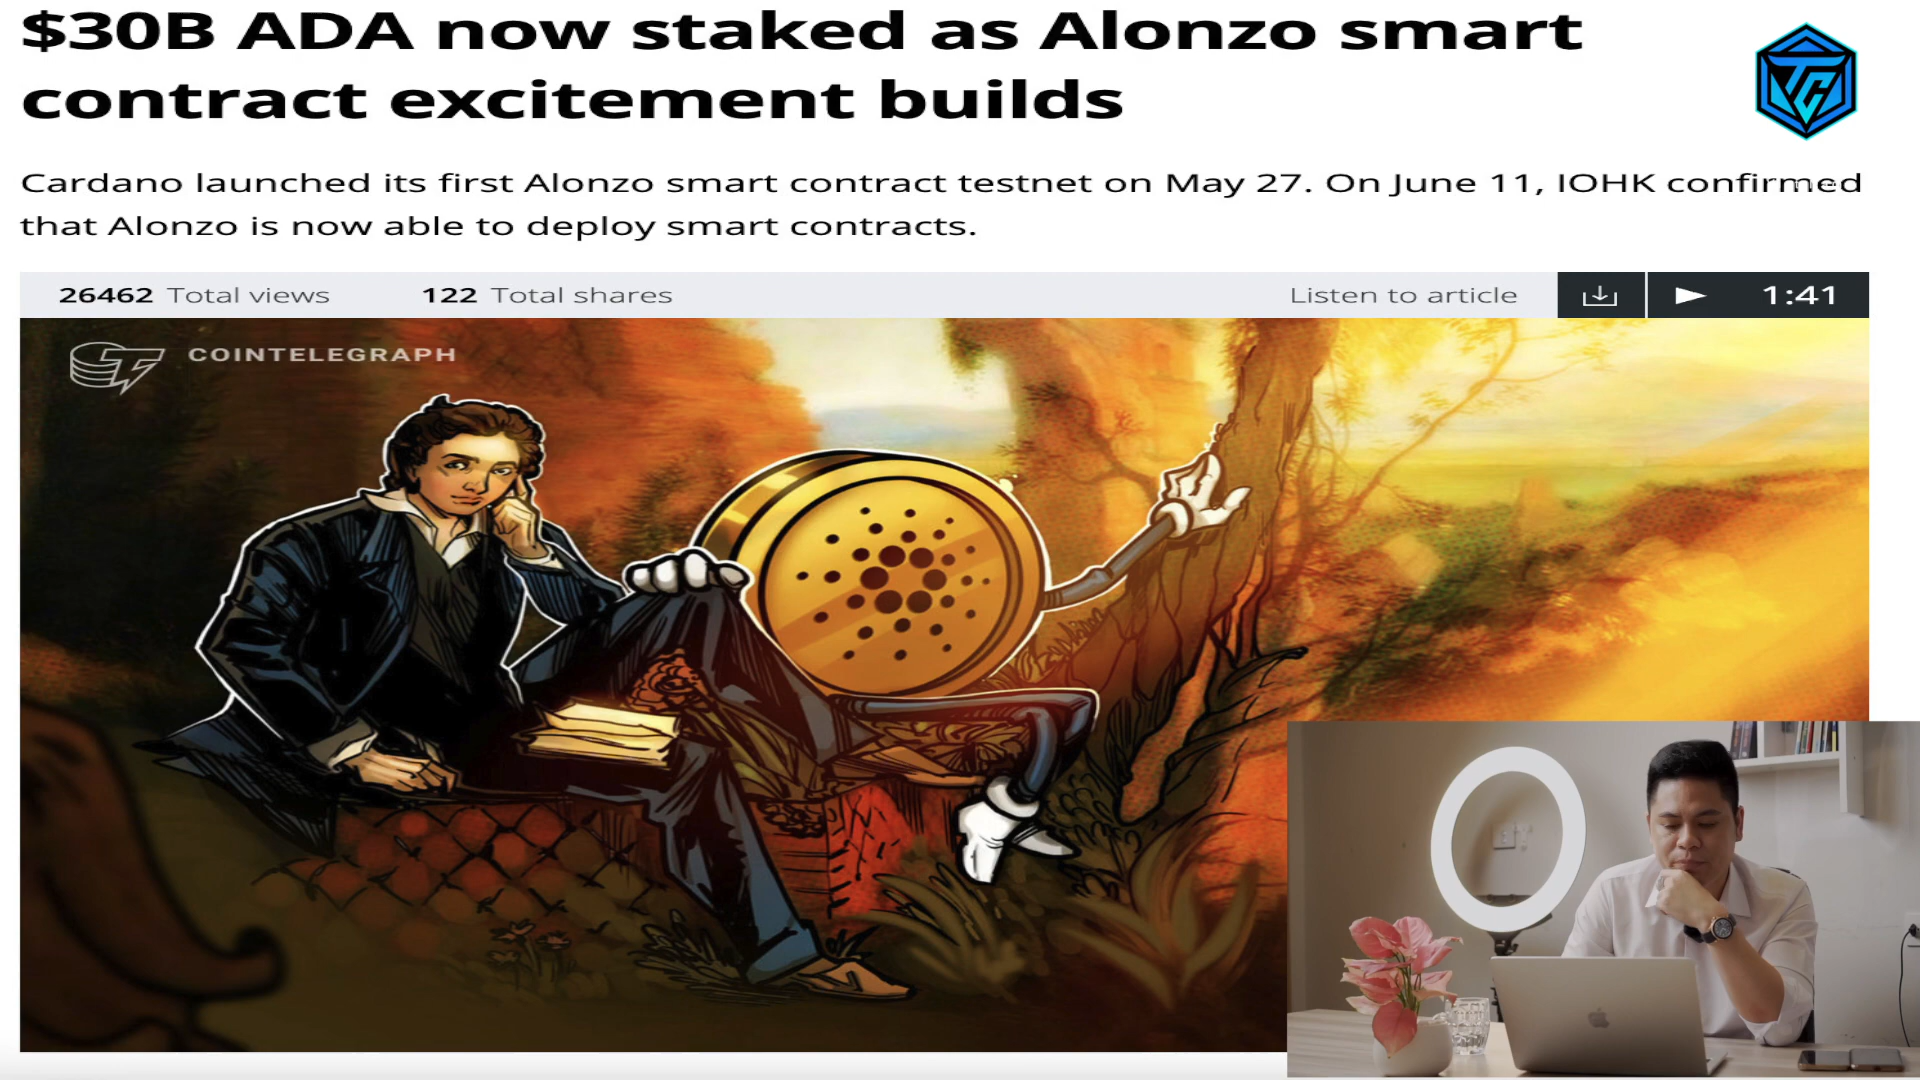 $30B ADA now staked as Alonzo smart
contract excitement builds
Cardano launched its first Alonzo smart contract testnet on May 27. On June 11, IOHK confirmed
that Alonzo is now able to deploy smart contracts.
26462 Total views 122 Total shares Listen to article 1:41
COINTELEGRAPH